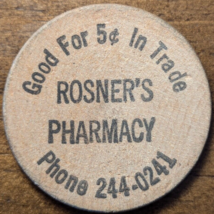 Good For 5¢ In Trade
ROSNER'S
PHARMACY
Phone 244-0241